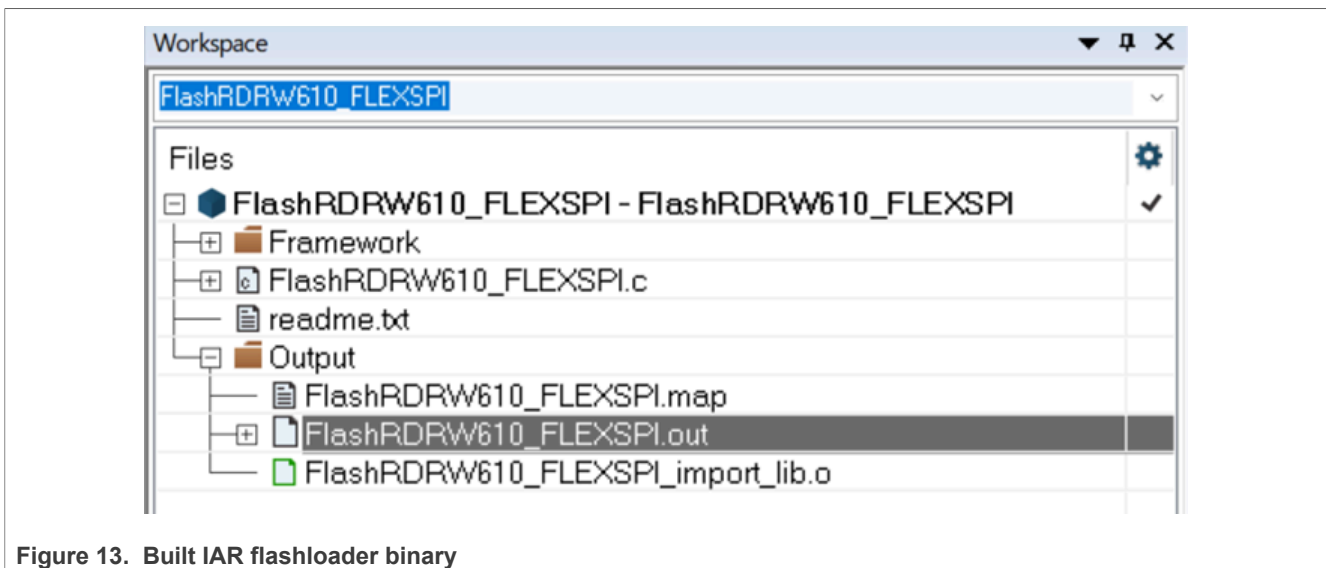 Workspace
FlashRDRW610_FLEXSPI
Files
FlashRDRW610_FLEXSPI - FlashRDRW610_FLEXSPI
Framework
c FlashRDRW610_FLEXSPI.c
readme.txt
Output
FlashRDRW610_FLEXSPI.map
FlashRDRW610_FLEXSPI.out
FlashRDRW610_FLEXSPI_import_lib.o
Figure 13. Built IAR flashloader binary